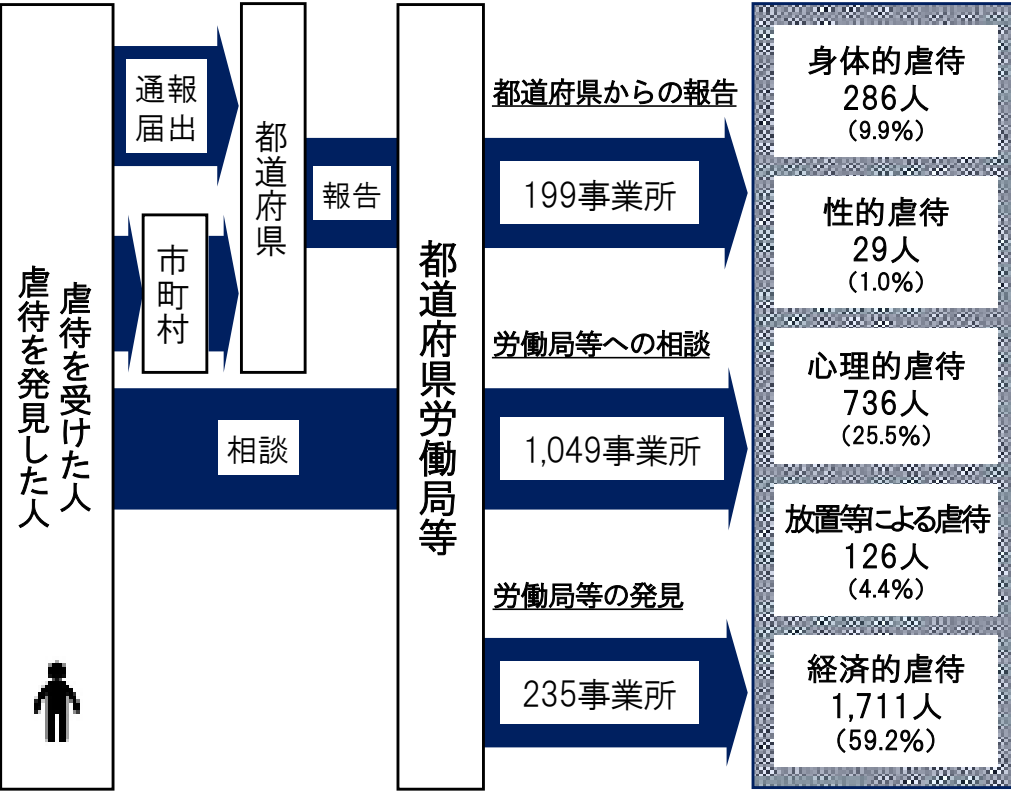 虐待を受けた人
虐待を発見した人
通報
届出
市町村
都道府県
報告
相談
都道府県労働局等
都道府県からの報告
199事業所
労働局等への相談
1,049事業所
労働局等の発見
235事業所
身体的虐待
286人
(9.9%)
性的虐待
29人
(1.0%)
心理的虐待
736人
(25.5%)
放置等による虐待
126人
(4.4%)
経済的虐待
1,711人
(59.2%)